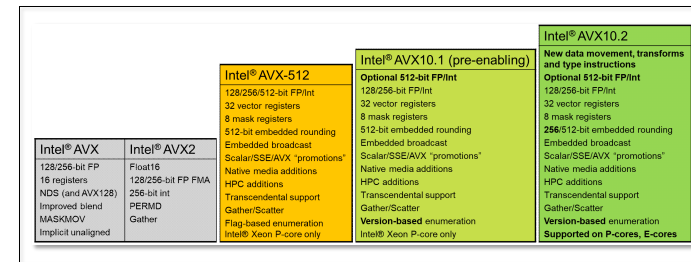 Intel® AVX
128/256-bit FP
16 registers
NDS (and AVX128)
Improved blend
MASKMOV
Implicit unaligned
Intel® AVX2
Float16
128/256-bit FP FMA
256-bit int
PERMD
Gather
Intel® AVX-512
128/256/512-bit FP/Int
32 vector registers
8 mask registers
512-bit embedded rounding
Embedded broadcast
Scalar/SSE/AVX “promotions”
Native media additions
HPC additions
Transcendental support
Gather/Scatter
Flag-based enumeration
Intel® Xeon P-core only
Intel® AVX10.1 (pre-enabling)
Optional 512-bit FP/Int
128/256-bit FP/Int
32 vector registers
8 mask registers
512-bit embedded rounding
Embedded broadcast
Scalar/SSE/AVX “promotions”
Native media additions
HPC additions
Transcendental support
Gather/Scatter
Version-based enumeration
Intel® Xeon P-core only
Intel® AVX10.2
New data movement, transforms
and type instructions
Optional 512-bit FP/Int
128/256-bit FP/Int
32 vector registers
8 mask registers
256/512-bit embedded rounding
Embedded broadcast
Scalar/SSE/AVX “promotions”
Native media additions
HPC additions
Transcendental support
Gather/Scatter
Version-based enumeration
Supported on P-cores, E-cores